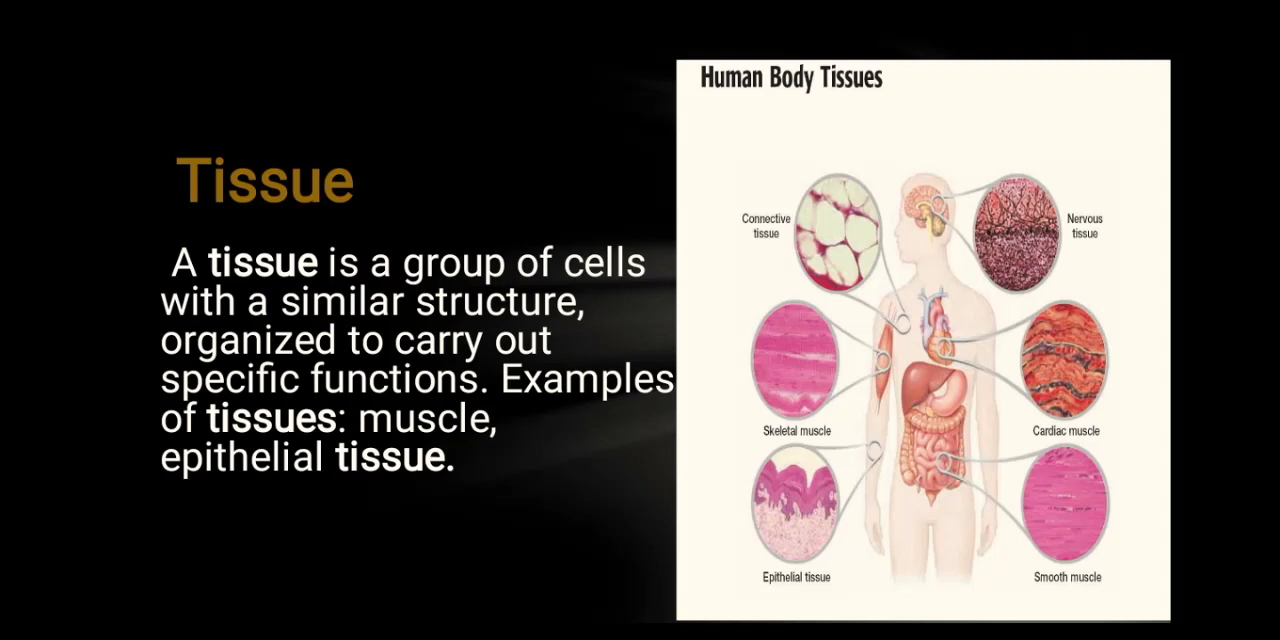 Tissue
A tissue is a group of cells
with a similar structure,
organized to carry out
specific functions. Examples
of tissues: muscle,
epithelial tissue.
Human Body Tissues
Connective
tissue
Nervous
tissue
Skeletal muscle
Cardiac muscle
Epithelial tissue
Smooth muscle